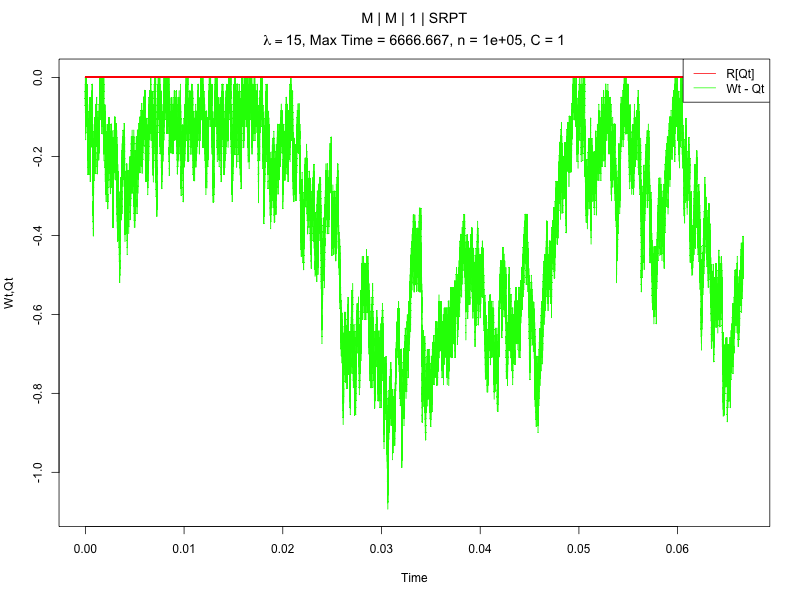 M | M | 1 | SRPT
λ = 15, Max Time = 6666.667, n = 1e+05, C = 1
R[Qt]
Wt - Qt
0.0
-0.2
-0.4
-0.6
-0.8
-1.0
Wt,Qt
0.00 0.01 0.02 0.03 0.04 0.05 0.06
Time